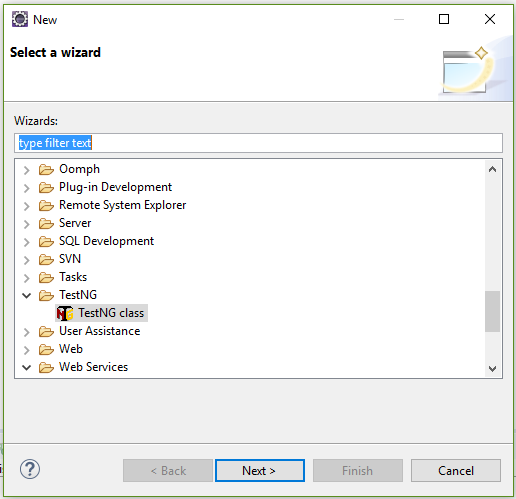 New
Select a wizard
Wizards:
type filter text
Oomph
Plug-in Development
Remote System Explorer
Server
SQL Development
SVN
Tasks
TestNG
TestNG class
User Assistance
Web
Web Services
?
< Back
Next >
Finish
Cancel